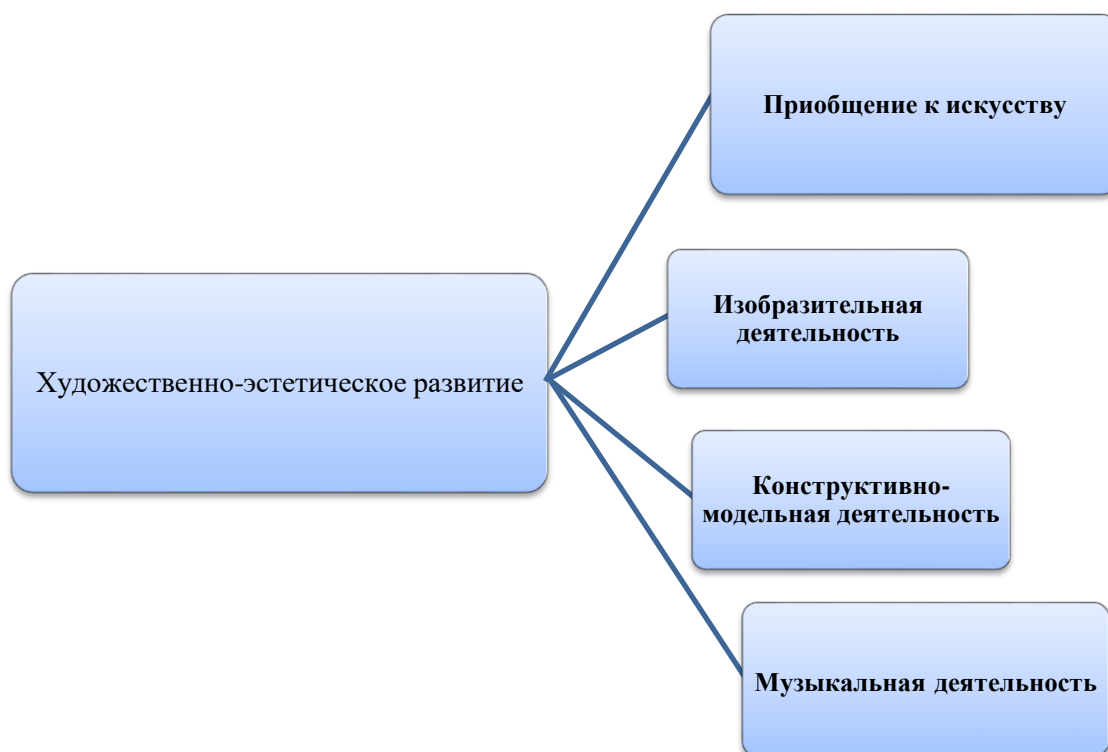 Приобщение к искусству
Изобразительная
деятельность
Художественно-эстетическое развитие
Конструктивно-
модельная деятельность
Музыкальная деятельность